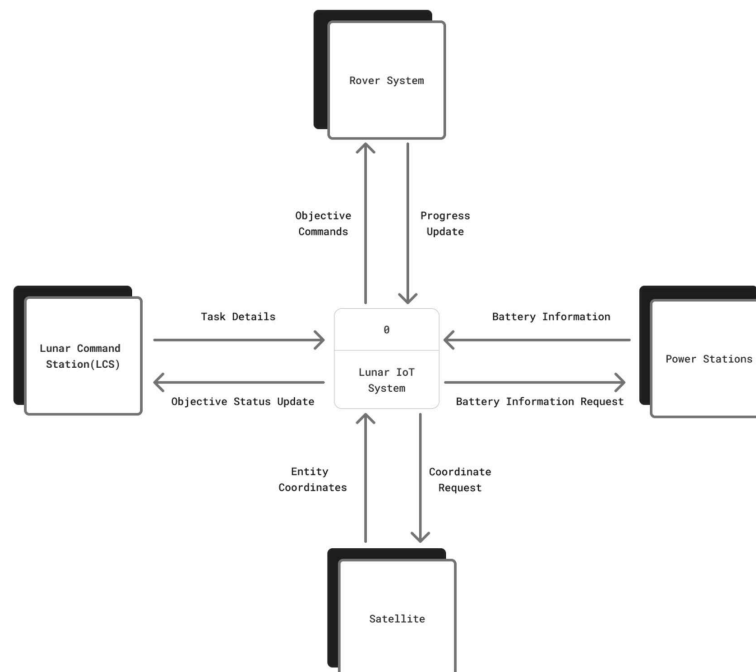 Rover System
Objective
Commands
Progress
Update
Task Details
0
Battery Information
Lunar Command
Station(LCS)
Lunar IoT
System
Power Stations
Objective Status Update
Battery Information Request
Entity
Coordinates
Coordinate
Request
Satellite